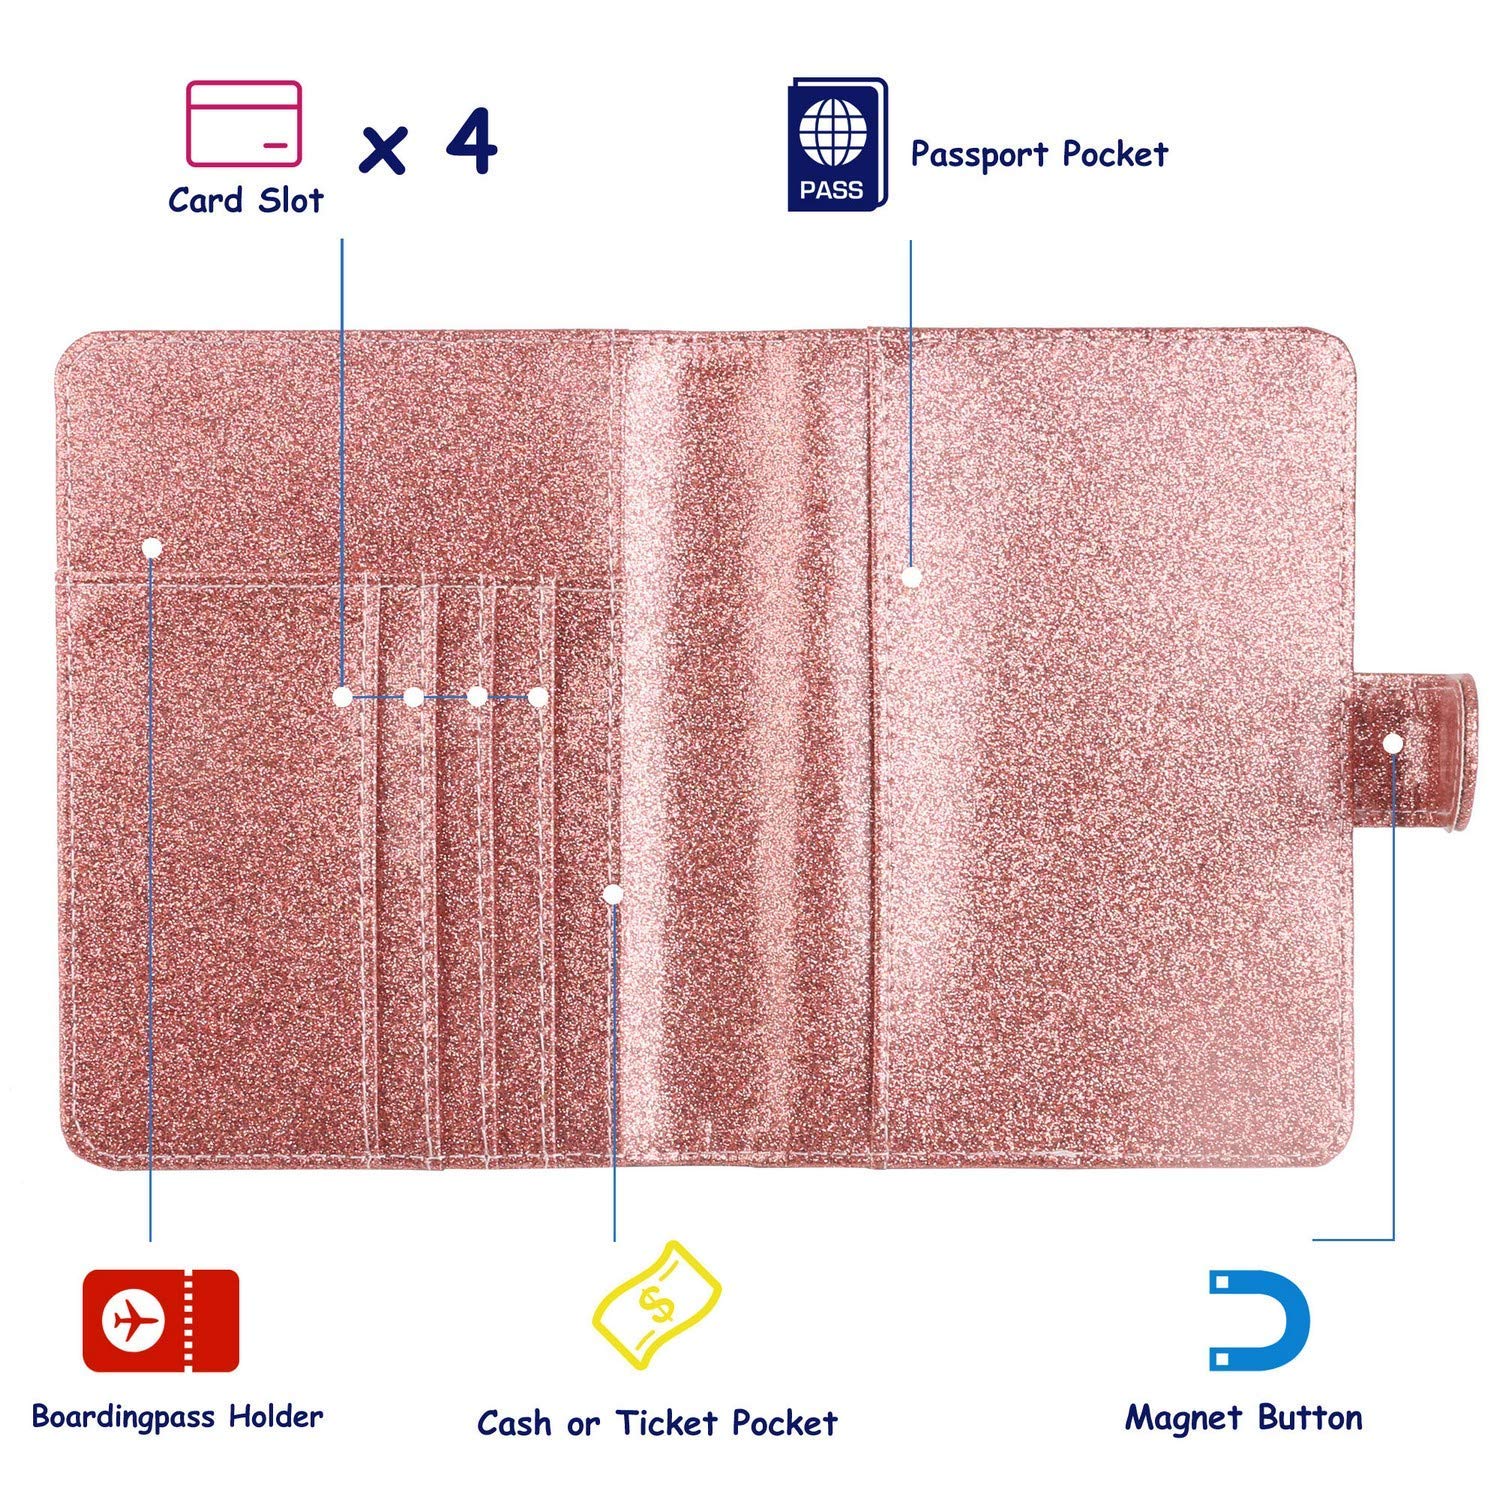 x 4
Card Slot
PASS
Passport Pocket
$
Boardingpass Holder
Cash or Ticket Pocket
Magnet Button